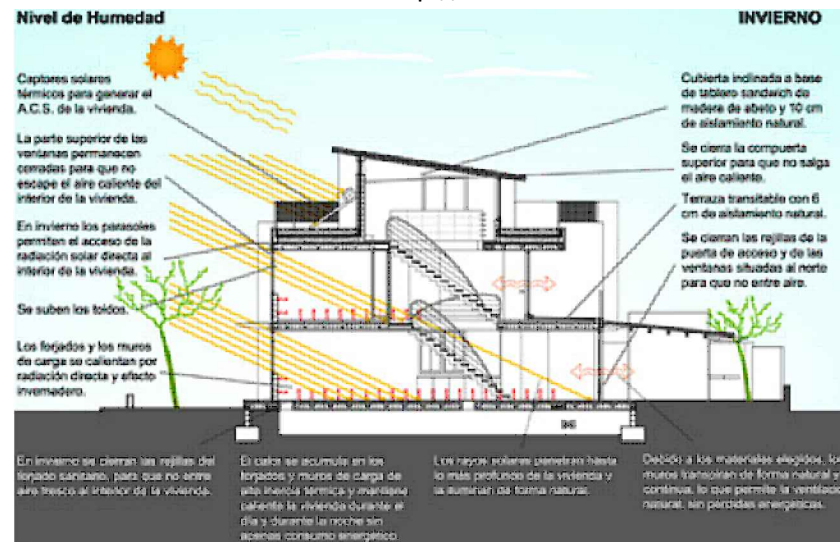 Nivel de Humedad
INVIERNO
Captores solares
térmicos para generar el
A.C.S. de la vivienda.
La parte superior de las
ventanas permanecen
cerradas para que no
escape el aire caliente del
interior de la vivienda.
En invierno los parasoles
permiten el acceso de la
radiación solar directa al
interior de la vivienda.
Se suben los toldos.
Los forjados y los muros
de carga se calientan por
radiación directa y efecto
invernadero.
Cubierta inclinada a base
de tablero sandwich de
madera de abeto y 10 cm
de aislamiento natural.
Se cierra la compuerta
superior para que no salga
el aire caliente.
Terraza transitable con 6
cm de aislamiento natural.
Se cierran las rejillas de la
puerta de acceso y de las
ventanas situadas al norte
para que no entre aire.
En invierno se cierran las rejillas del
forjado sanitario, para que no entre
aire fresco al interior de la vivienda.
El calor se acumula en los
forjados y muros de carga de
alta inercia térmica y mantiene
caliente la vivienda durante el
día y durante la noche sin
apenas consumo energético.
Los rayos solares penetran hasta
lo más profundo de la vivienda y
la iluminan de forma natural.
Debido a los materiales elegidos, los
muros transpiran de forma natural y
continua, lo que permite la ventilación
natural, sin pérdidas energéticas.